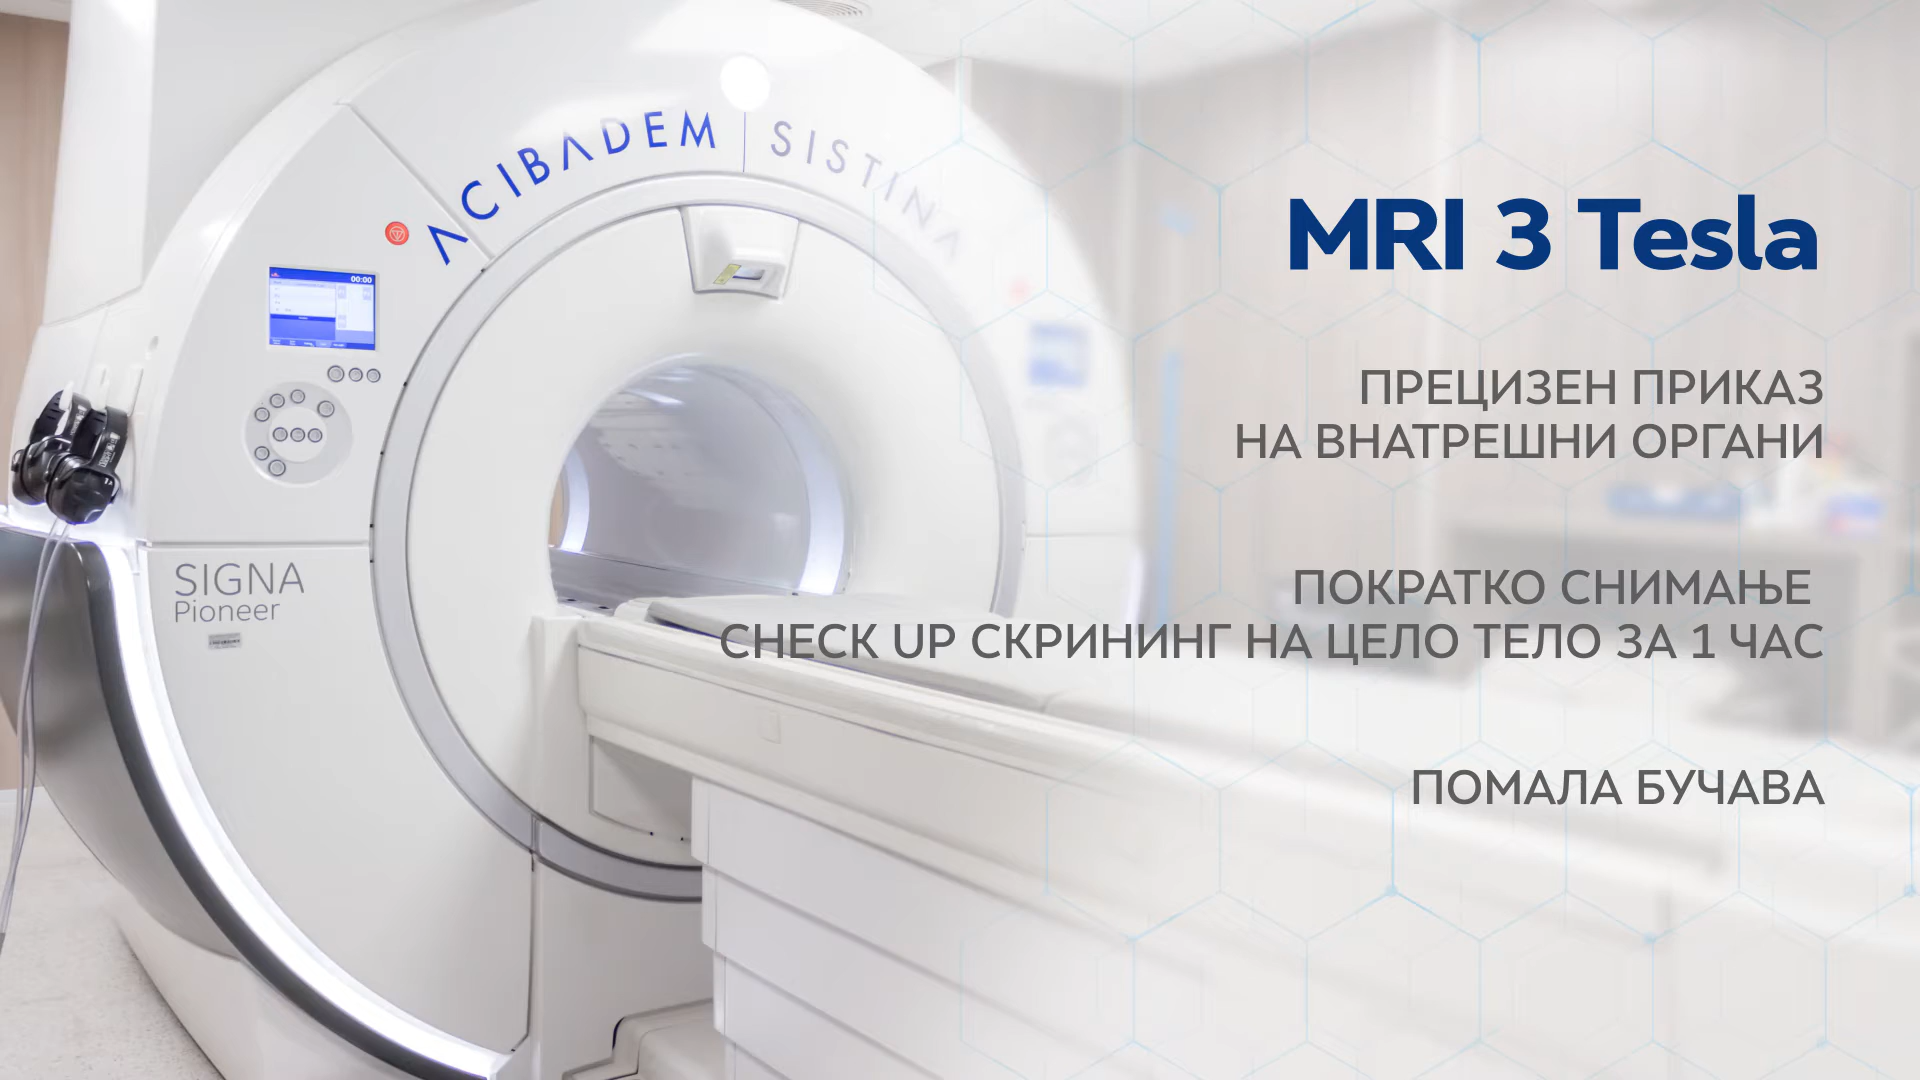 ACIBADEM | SISTINA
00:00
SIGNA
Pioneer
MRI 3 Tesla
ПРЕЦИЗЕН ПРИКАЗ
НА ВНАТРЕШНИ ОРГАНИ
ПОКРАТКО СНИМАЊЕ
CHECK UP СКРИНИНГ НА ЦЕЛО ТЕЛО ЗА 1 ЧАС
ПОМАЛА БУЧАВА